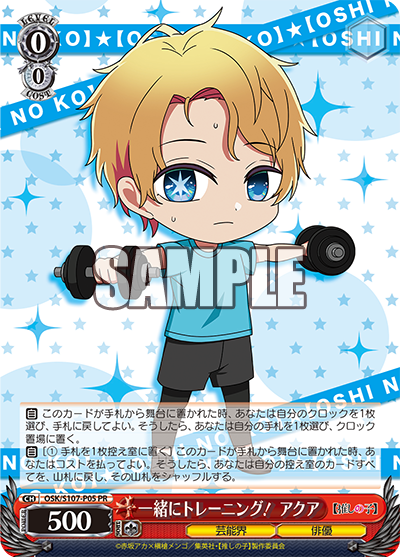 LEVEL
0
0
COST
NO KO】★【OSHI NO KO】★【OSHI
NO KO】
OSHI
NO
SAMPLE
OSHI NO KO】
自 このカードが手札から舞台に置かれた時、あなたは自分のクロックを1枚
選び、手札に戻してよい。そうしたら、あなたは自分の手札を1枚選び、クロック
置場に置く。
自 [① 手札を1枚控え室に置く] このカードが手札から舞台に置かれた時、あ
なたはコストを払ってよい。そうしたら、あなたは自分の控え室のカードすべて
を、山札に戻し、その山札をシャッフルする。
CH OSK/S107-P05 PR
POWER 500
一緒にトレーニング! アクア
【推しの子】
芸能界
俳優
©赤坂アカ×横槍メンゴ/集英社・【推しの子】製作委員会